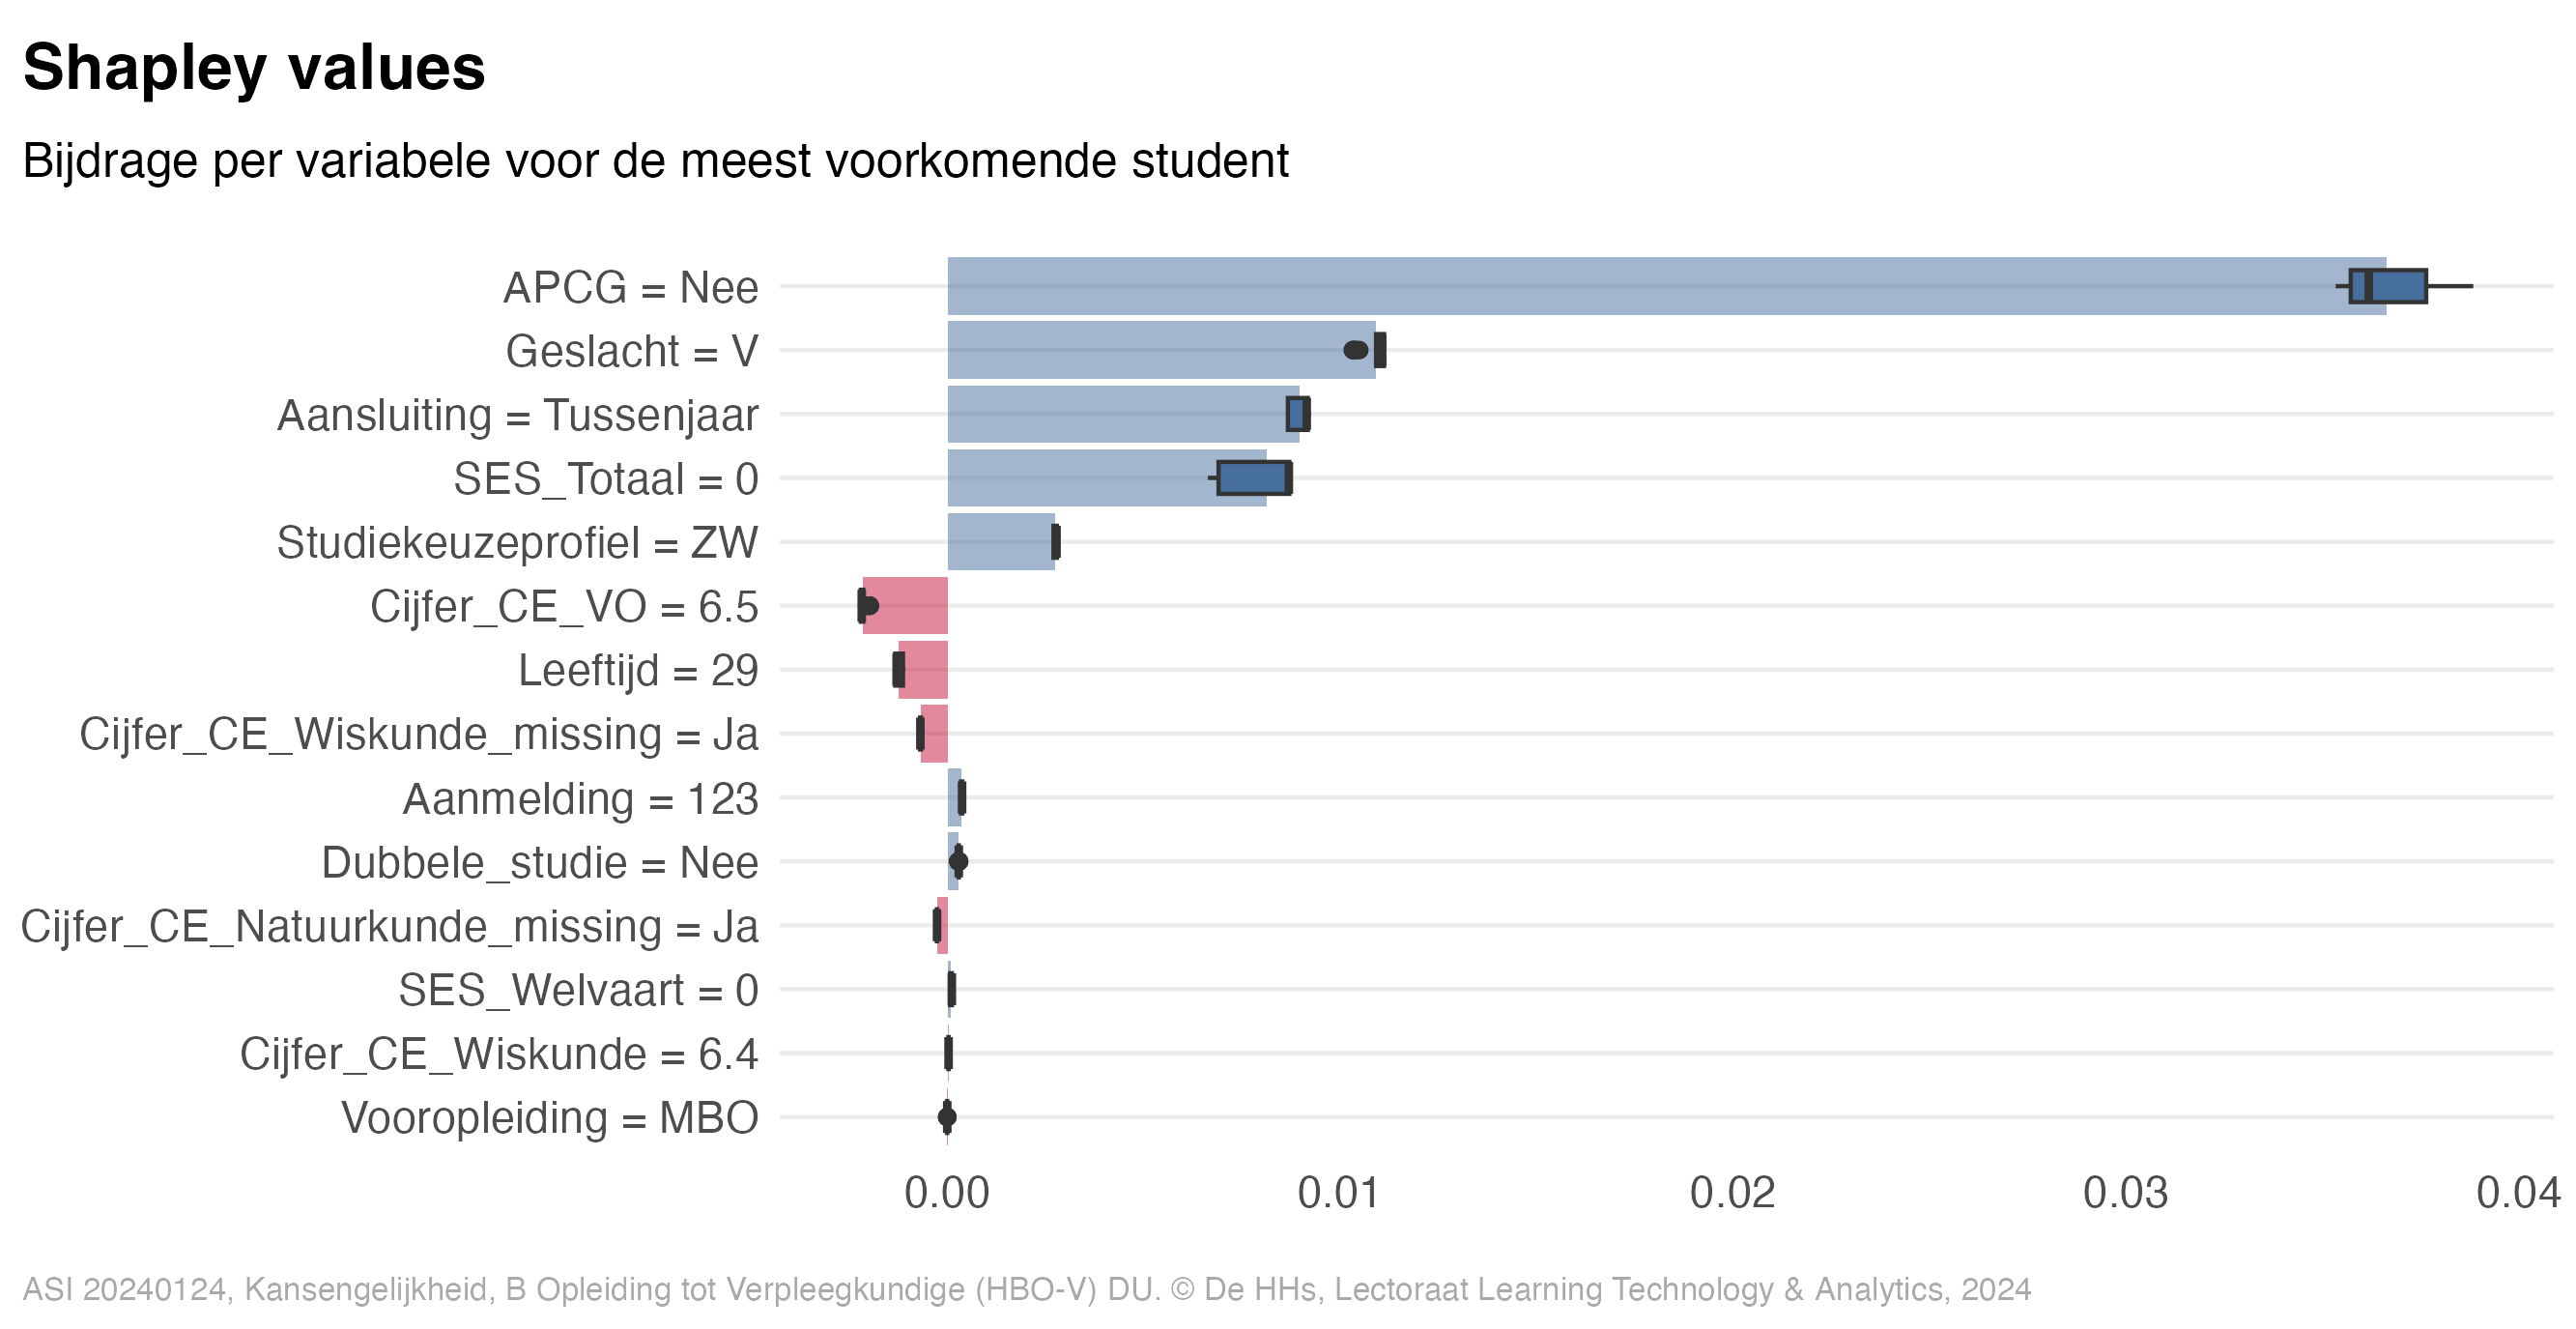 Shapley values
Bijdrage per variabele voor de meest voorkomende student
APCG = Nee
Geslacht = V
Aansluiting = Tussenjaar
SES_Totaal = 0
Studiekeuzeprofiel = ZW
Cijfer_CE_VO = 6.5
Leeftijd = 29
Cijfer_CE_Wiskunde_missing = Ja
Aanmelding = 123
Dubbele_studie = Nee
Cijfer_CE_Natuurkunde_missing = Ja
SES_Welvaart = 0
Cijfer_CE_Wiskunde = 6.4
Vooropleiding = MBO
0.00 0.01 0.02 0.03 0.04
ASI 20240124, Kansengelijkheid, B Opleiding tot Verpleegkundige (HBO-V) DU. © De HHs, Lectoraat Learning Technology & Analytics, 2024